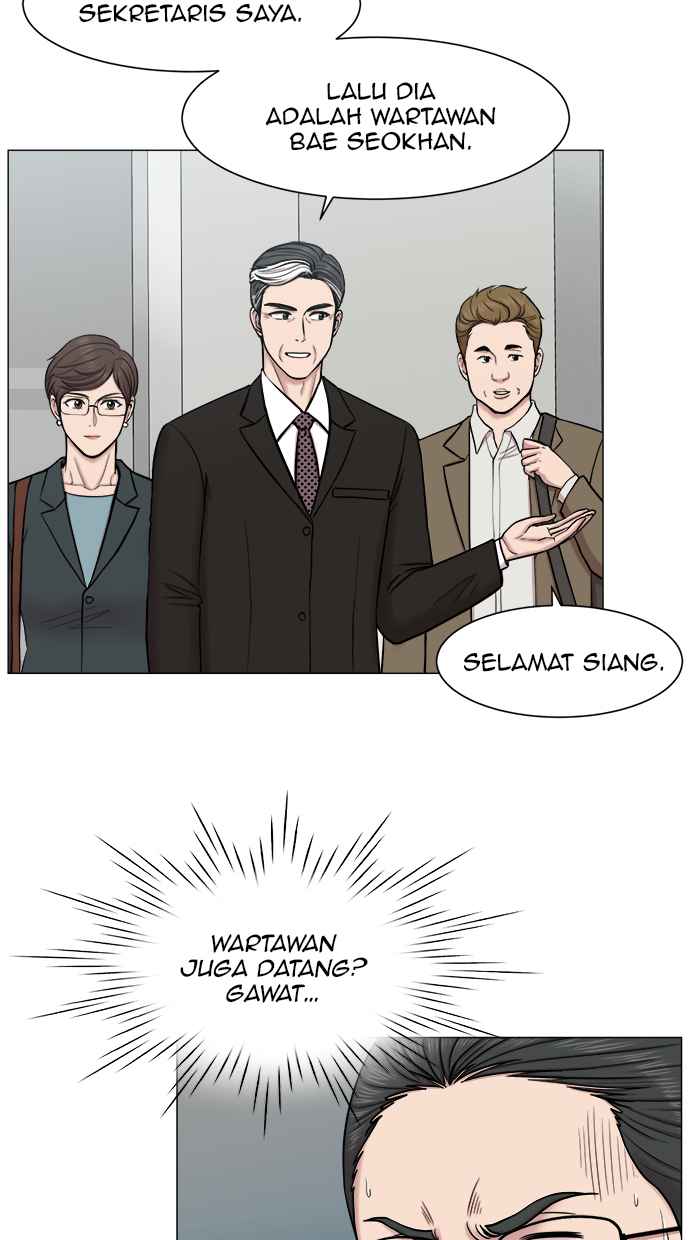 SEKRETARIS SAYA.
LALU DIA
ADALAH WARTAWAN
BAE SEOKHAN.
SELAMAT SIANG.
WARTAWAN
JUGA DATANG?
GAWAT...